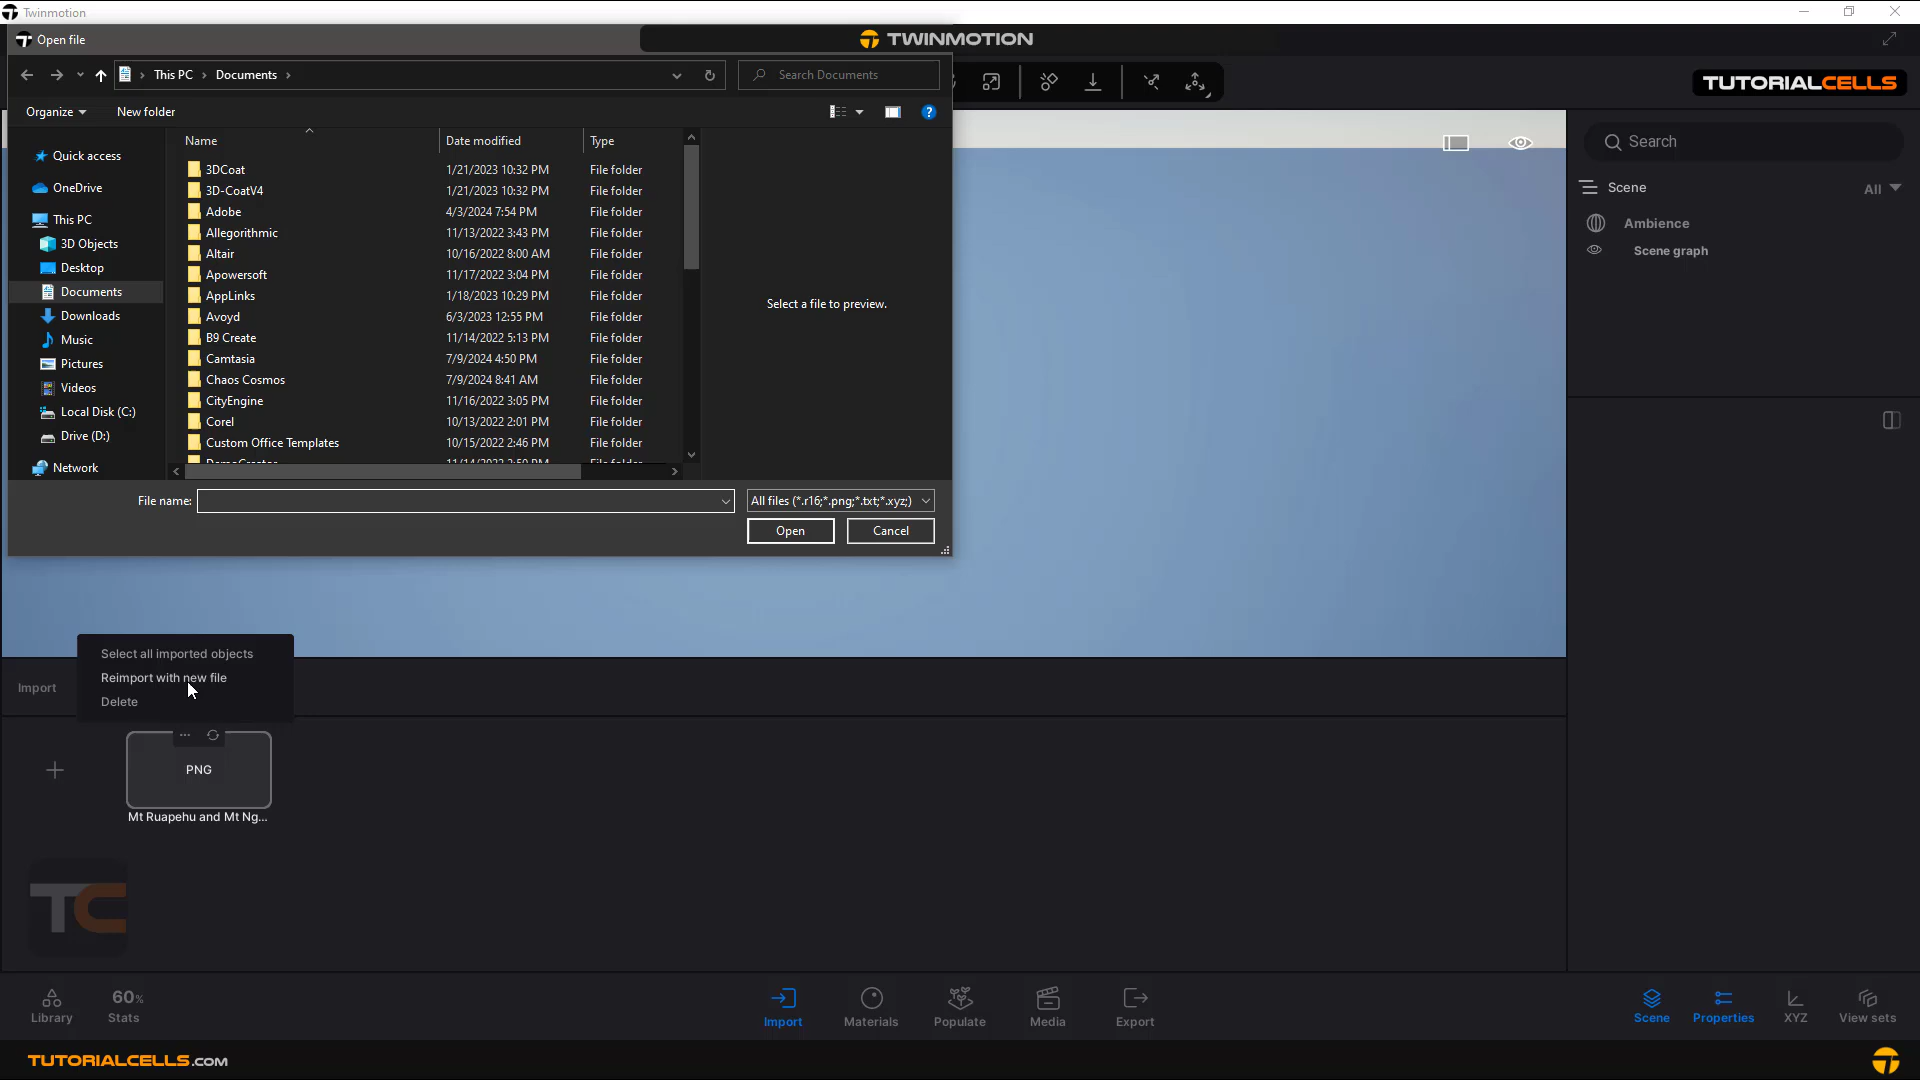 Twinmotion
Open file
TWINMOTION
This PC > Documents >
Search Documents
TUTORIALCELLS
Organize
New folder
Name
Date modified
Type
Quick access
OneDrive
This PC
3D Objects
Desktop
Documents
Downloads
Music
Pictures
Videos
Local Disk (C:)
Drive (D:)
Network
3DCoat 1/21/2023 10:32 PM File folder
3D-CoatV4 1/21/2023 10:32 PM File folder
Adobe 4/3/2024 7:54 PM File folder
Allegorithmic 11/13/2022 3:43 PM File folder
Altair 10/16/2022 8:00 AM File folder
Apowersoft 11/17/2022 3:04 PM File folder
AppLinks 1/18/2023 10:29 PM File folder
Avoyd 6/3/2023 12:55 PM File folder
B9 Create 11/14/2022 5:13 PM File folder
Camtasia 7/9/2024 4:50 PM File folder
Chaos Cosmos 7/9/2024 8:41 AM File folder
CityEngine 11/16/2022 3:05 PM File folder
Corel 10/13/2022 2:01 PM File folder
Custom Office Templates 10/15/2022 2:46 PM File folder
Select a file to preview.
File name:
All files (*.r16;*.png;*.txt;*.xyz;)
Open
Cancel
Search
Scene
All
Ambience
Scene graph
Select all imported objects
Reimport with new file
Delete
Import
PNG
Mt Ruapehu and Mt Ng...
TC
Library
60%
Stats
Import
Materials
Populate
Media
Export
Scene
Properties
XYZ
View sets
TUTORIALCELLS.COM